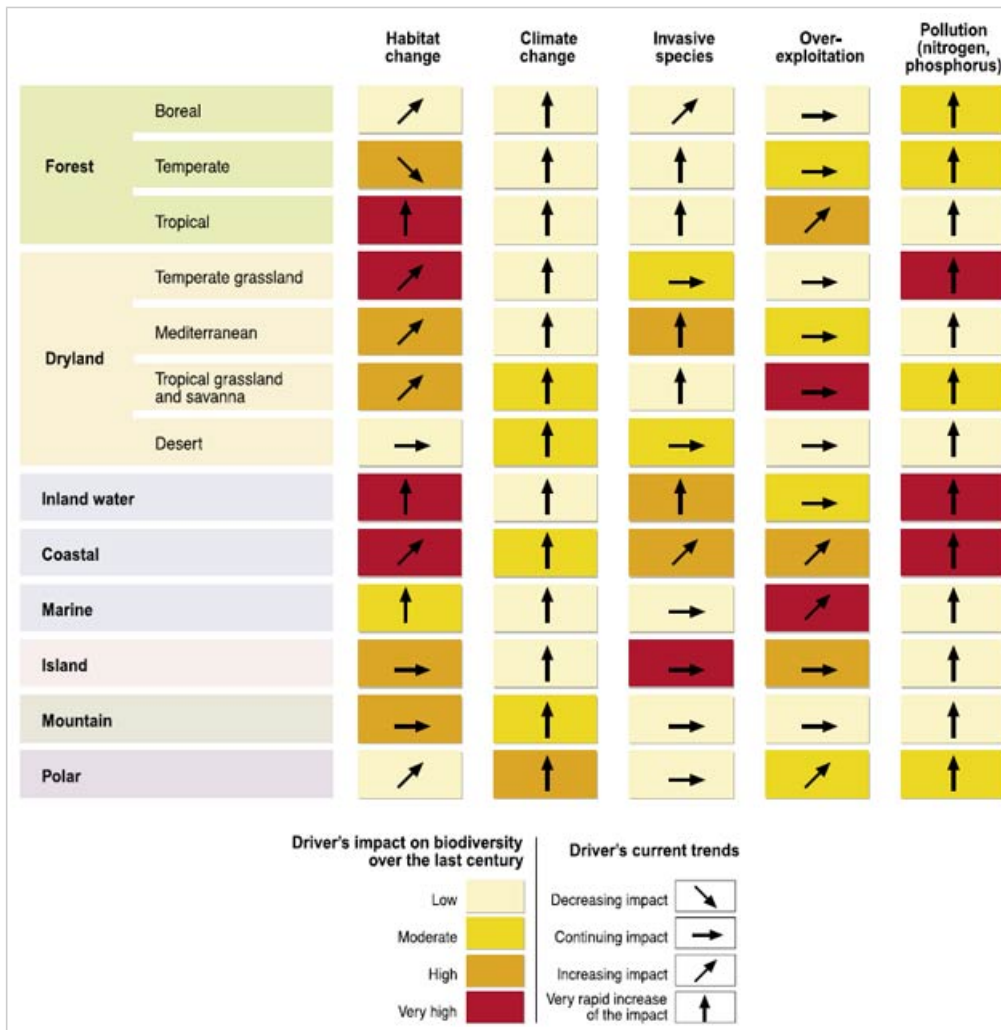 Habitat
change
Climate
change
Invasive
species
Over-
exploitation
Pollution
(nitrogen,
phosphorus)
Forest
Boreal
Temperate
Tropical
Dryland
Temperate grassland
Mediterranean
Tropical grassland
and savanna
Desert
Inland water
Coastal
Marine
Island
Mountain
Polar
Driver's impact on biodiversity
over the last century
Low
Moderate
High
Very high
Driver's current trends
Decreasing impact
Continuing impact
Increasing impact
Very rapid increase
of the impact